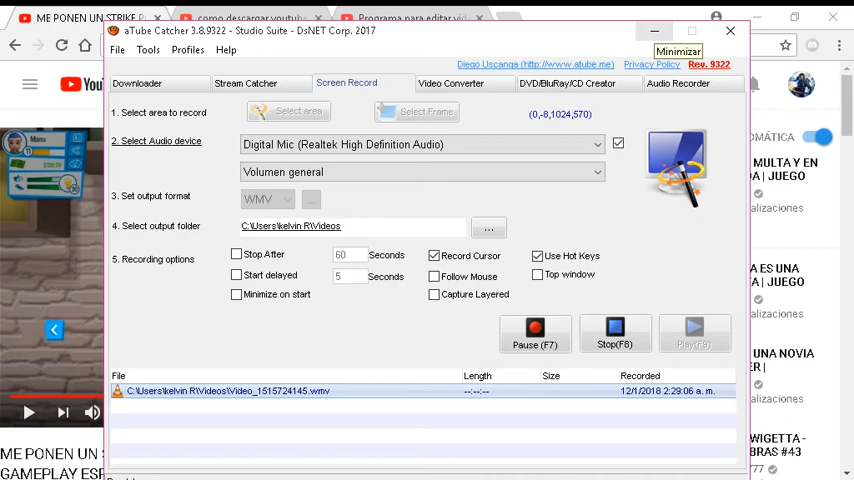 ME PONEN UN STRIKE P
como descargar youtub
Programa para editar vid
aTube Catcher 3.8.9322 - Studio Suite - DsNET Corp. 2017
File Tools Profiles Help
Minimizar
Diego Uscanga (http://www.atube.me) Privacy Policy Rev. 9322
Downloader Stream Catcher Screen Record Video Converter DVD/BluRay/CD Creator Audio Recorder
1. Select area to record Select area Select Frame (0,-8,1024,570)
2. Select Audio device Digital Mic (Realtek High Definition Audio)
Volumen general
3. Set output format WMV ...
4. Select output folder C:\Users\kelvin R\Videos ...
5. Recording options Stop After 60 Seconds Record Cursor Use Hot Keys
Start delayed 5 Seconds Follow Mouse Top window
Minimize on start Capture Layered
Pause (F7) Stop(F8) Play(F9)
File Length Size Recorded
C:\Users\kelvin R\Videos\Video_1515724145.wmv --:--:-- 12/1/2018 2:29:06 a. m.
You
Manu
ME PONEN UN S
GAMEPLAY ESP
OMÁTICA
MULTA Y EN
DA | JUEGO
alizaciones
A ES UNA
| JUEGO
alizaciones
UNA NOVIA
ER |
alizaciones
WIGETTA -
BRAS #43
777
alizaciones